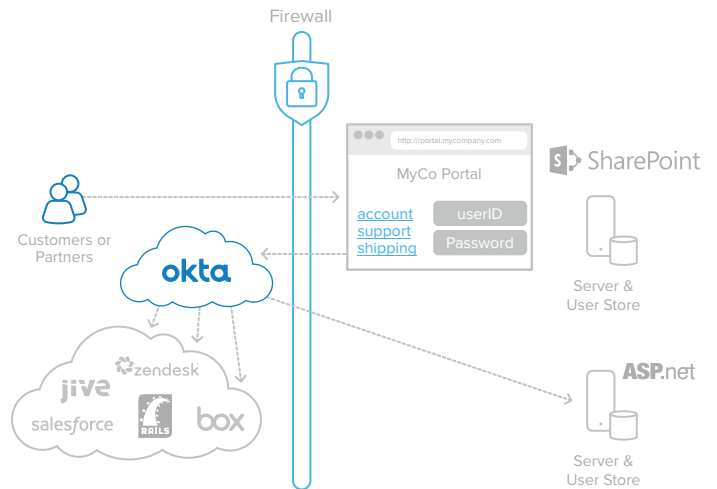 Firewall
http:///portal.mycompany.com
MyCo Portal
account
support
shipping
userID
Password
SharePoint
S
Server &
User Store
Customers or
Partners
okta
zendesk
jive
salesforce
RAILS
box
ASP.net
Server &
User Store